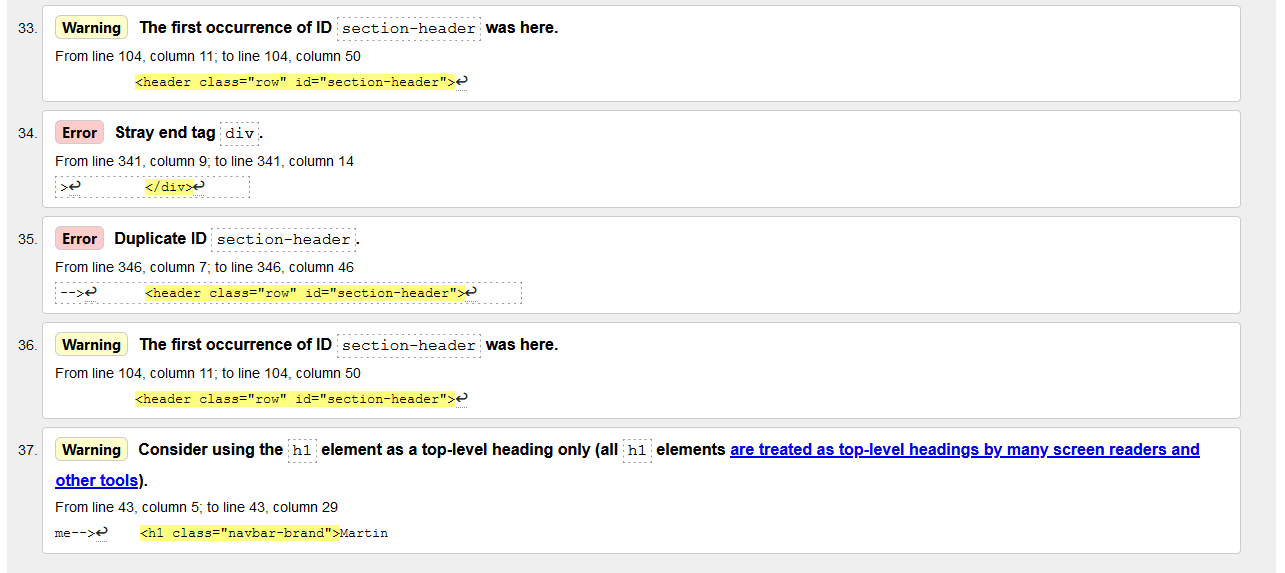 33. Warning The first occurrence of ID section-header was here.
From line 104, column 11; to line 104, column 50
<header class="row" id="section-header">↩
34. Error Stray end tag div.
From line 341, column 9; to line 341, column 14
>↩ </div>↩
35. Error Duplicate ID section-header.
From line 346, column 7; to line 346, column 46
-->↩ <header class="row" id="section-header">↩
36. Warning The first occurrence of ID section-header was here.
From line 104, column 11; to line 104, column 50
<header class="row" id="section-header">↩
37. Warning Consider using the h1 element as a top-level heading only (all h1 elements are treated as top-level headings by many screen readers and
other tools).
From line 43, column 5; to line 43, column 29
me-->↩ <h1 class="navbar-brand">Martin